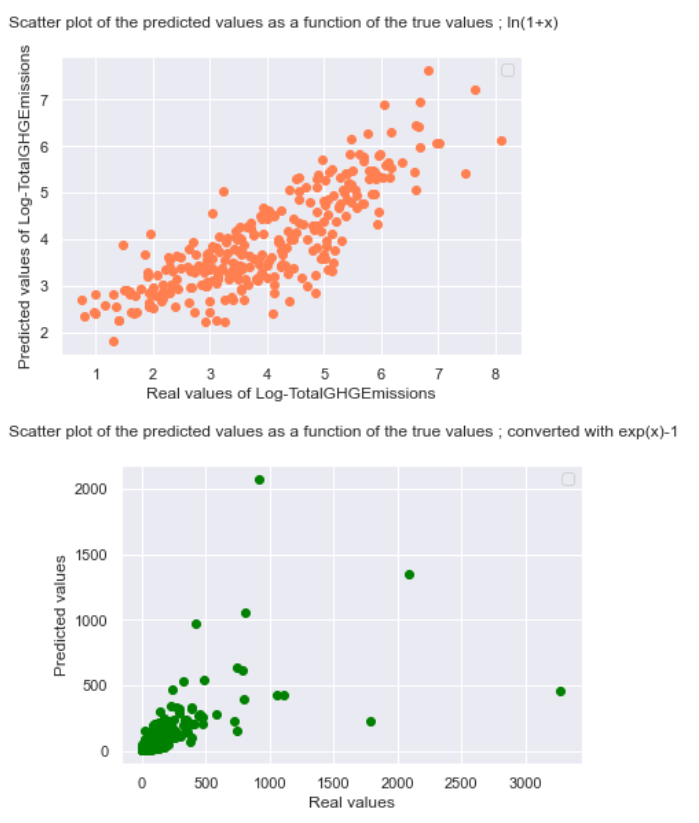 Scatter plot of the predicted values as a function of the true values ; ln(1+x)
Predicted values of Log-TotalGHGEmissions
7
6
5
4
3
2
1 2 3 4 5 6 7 8
Real values of Log-TotalGHGEmissions
Scatter plot of the predicted values as a function of the true values ; converted with exp(x)-1
Predicted values
2000
1500
1000
500
0
0 500 1000 1500 2000 2500 3000
Real values